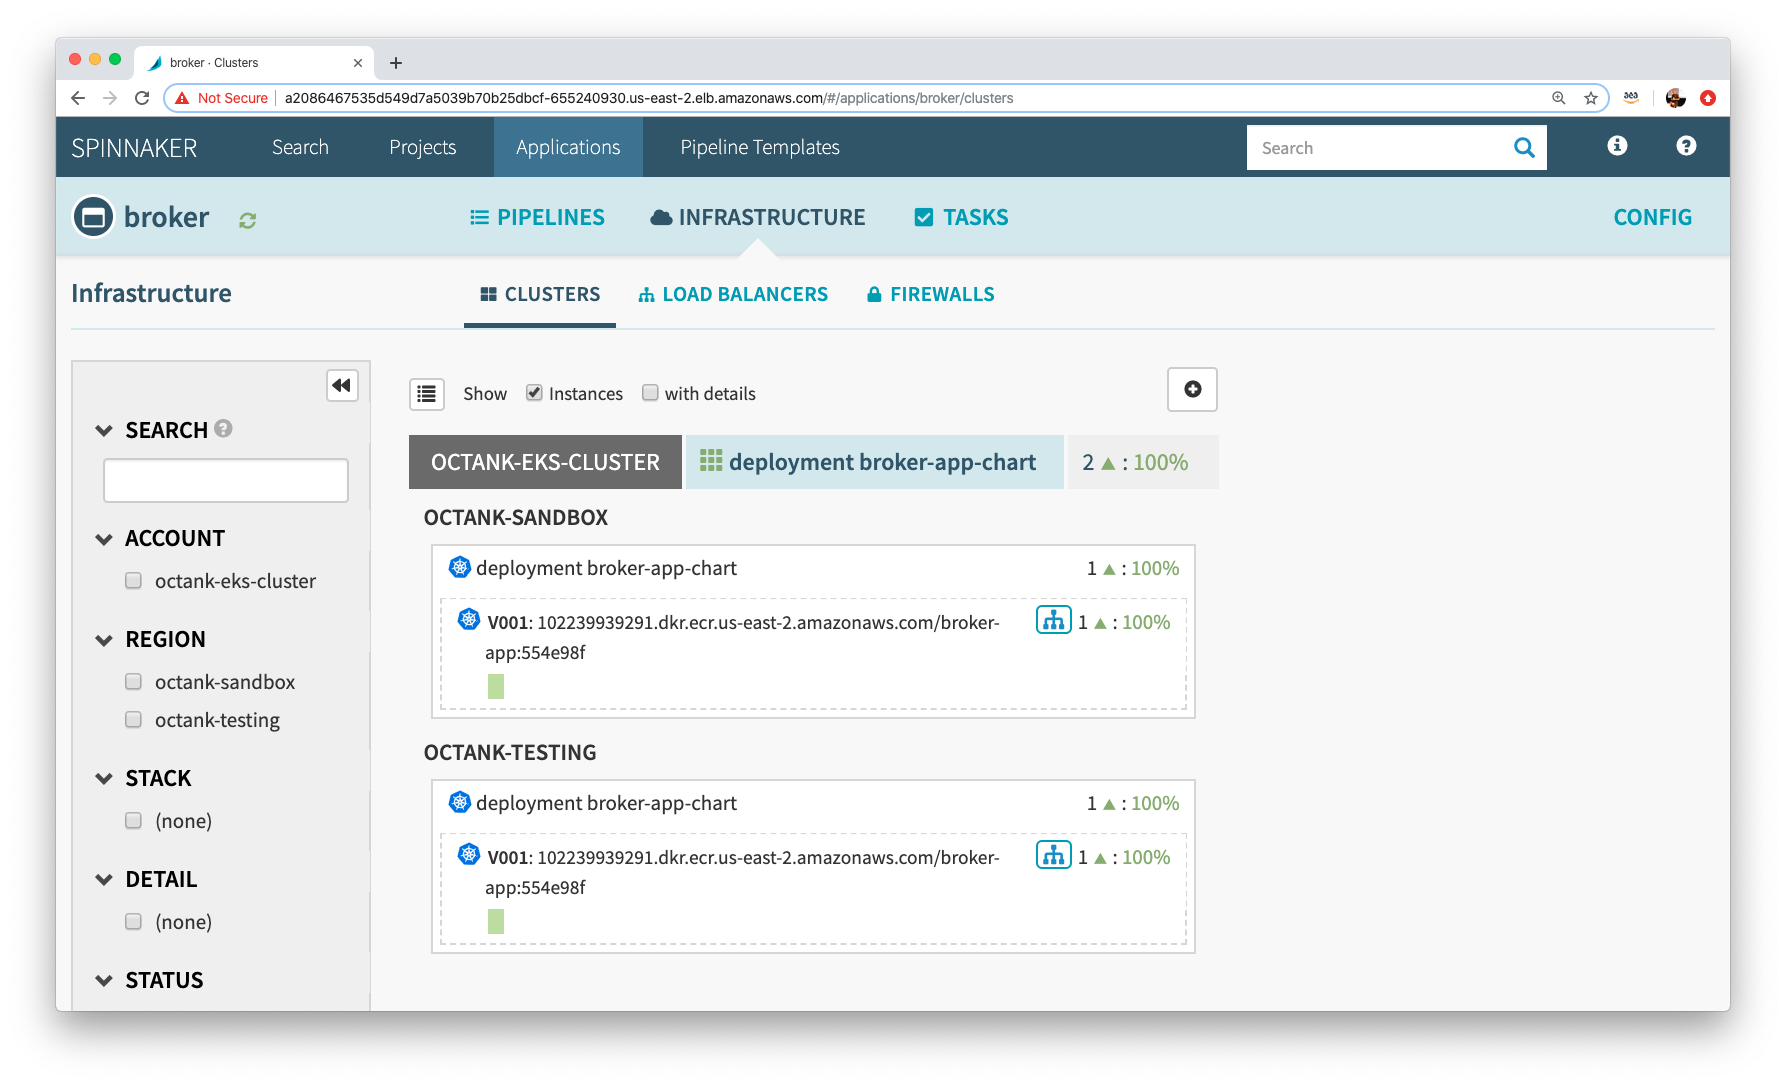 broker · Clusters
Not Secure | a2086467535d549d7a5039b70b25dbcf-655240930.us-east-2.elb.amazonaws.com/#/applications/broker/clusters
SPINNAKER Search Projects Applications Pipeline Templates Search
broker PIPELINES INFRASTRUCTURE TASKS CONFIG
Infrastructure CLUSTERS LOAD BALANCERS FIREWALLS
SEARCH
ACCOUNT
octank-eks-cluster
REGION
octank-sandbox
octank-testing
STACK
(none)
DETAIL
(none)
STATUS
Show Instances with details
OCTANK-EKS-CLUSTER deployment broker-app-chart 2 : 100%
OCTANK-SANDBOX
deployment broker-app-chart 1 : 100%
V001: 102239939291.dkr.ecr.us-east-2.amazonaws.com/broker- 1 : 100%
app:554e98f
OCTANK-TESTING
deployment broker-app-chart 1 : 100%
V001: 102239939291.dkr.ecr.us-east-2.amazonaws.com/broker- 1 : 100%
app:554e98f